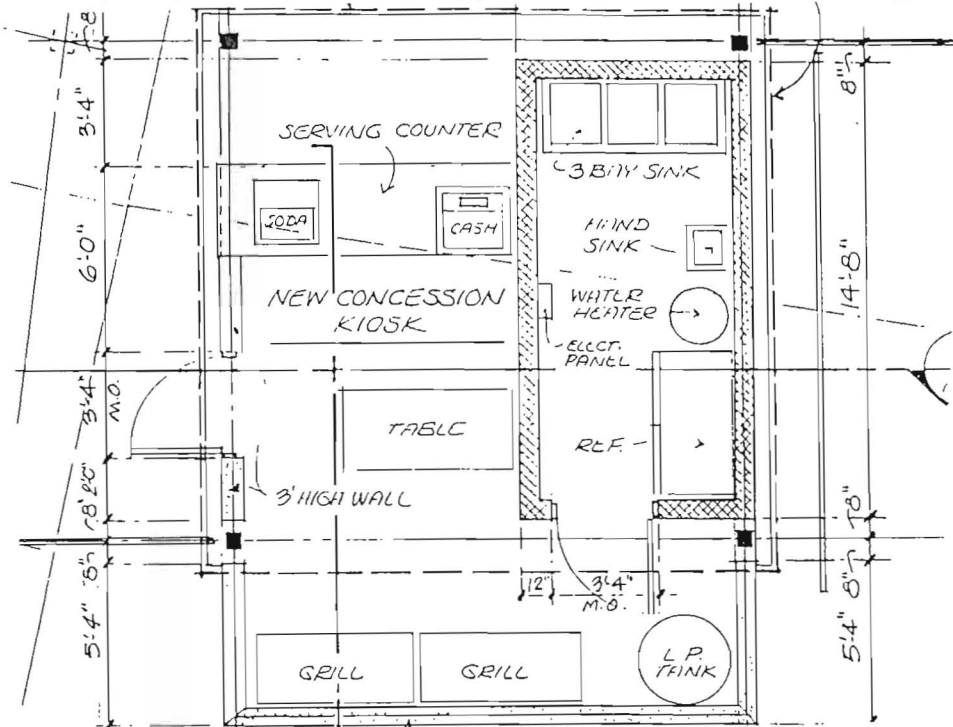 8"
8"
3'-4"
SERVING COUNTER
3 BAY SINK
SODA
CASH
HAND
SINK
6'-0"
14'-8"
NEW CONCESSION
KIOSK
WATER
HEATER
ELECT.
PANEL
3'-4"
M.O.
TABLE
REF.
2'-0"
3' HIGH WALL
8"
8"
8"
8"
12"
3'-4"
M.O.
5'-4"
5'-4"
GRILL
GRILL
L.P.
TANK